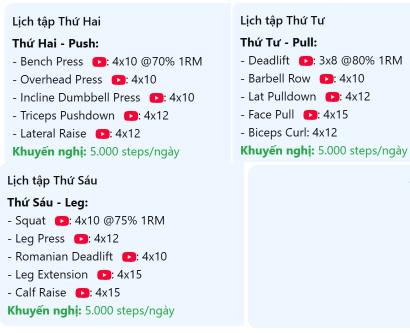 Lịch tập Thứ Hai
Thứ Hai - Push:
- Bench Press : 4x10 @70% 1RM
- Overhead Press : 4x10
- Incline Dumbbell Press : 4x10
- Triceps Pushdown : 4x12
- Lateral Raise : 4x12
Khuyến nghị: 5.000 steps/ngày
Lịch tập Thứ Tư
Thứ Tư - Pull:
- Deadlift : 3x8 @80% 1RM
- Barbell Row : 4x10
- Lat Pulldown : 4x12
- Face Pull : 4x15
- Biceps Curl: 4x12
Khuyến nghị: 5.000 steps/ngày
Lịch tập Thứ Sáu
Thứ Sáu - Leg:
- Squat : 4x10 @75% 1RM
- Leg Press : 4x12
- Romanian Deadlift : 4x10
- Leg Extension : 4x15
- Calf Raise : 4x15
Khuyến nghị: 5.000 steps/ngày